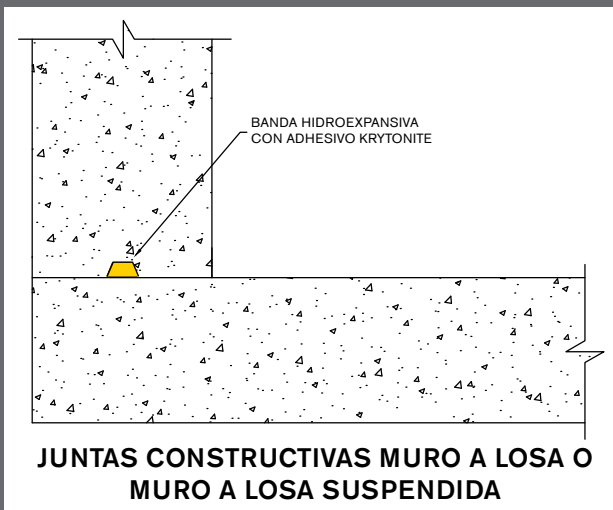 BANDA HIDROEXPANSIVA
CON ADHESIVO KRYTONITE
JUNTAS CONSTRUCTIVAS MURO A LOSA O
MURO A LOSA SUSPENDIDA